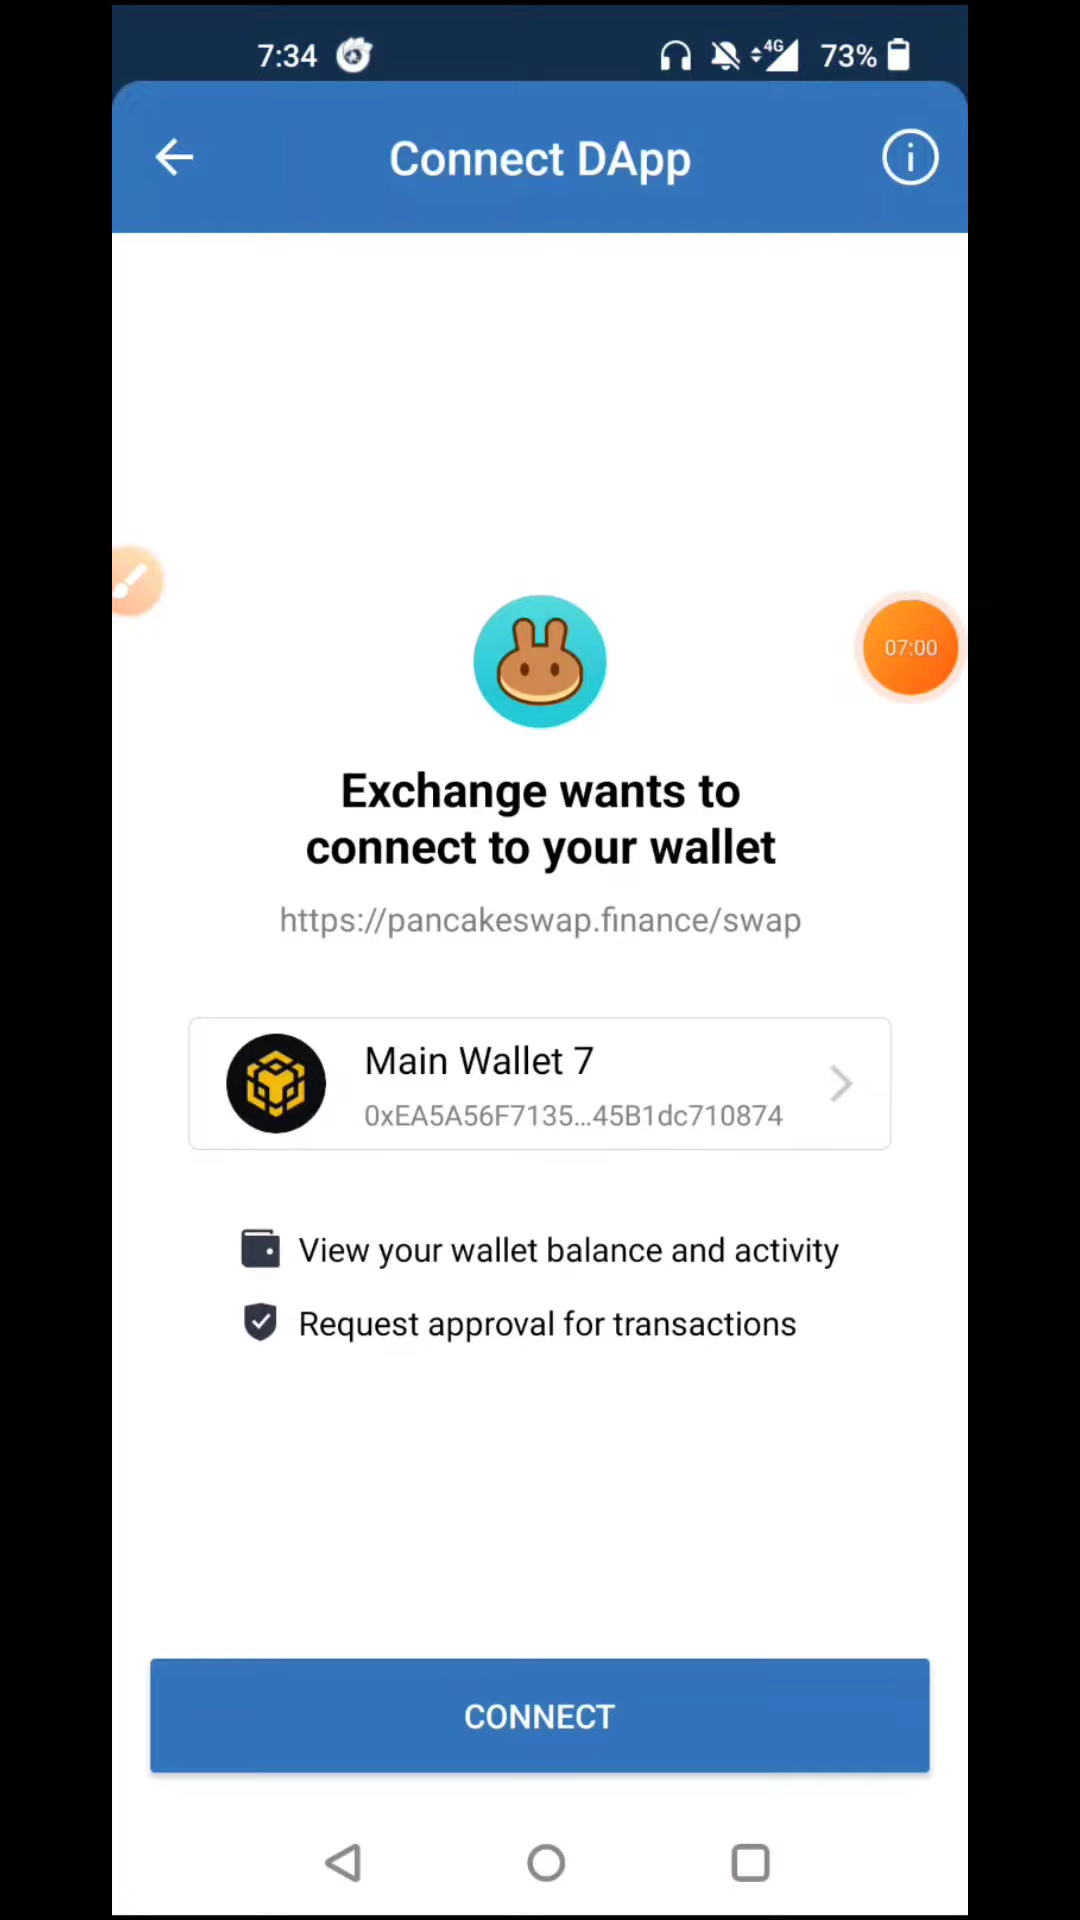 7:34 4G 73%
Connect DApp
07:00
Exchange wants to
connect to your wallet
https://pancakeswap.finance/swap
Main Wallet 7
0xEA5A56F7135...45B1dc710874
View your wallet balance and activity
Request approval for transactions
CONNECT